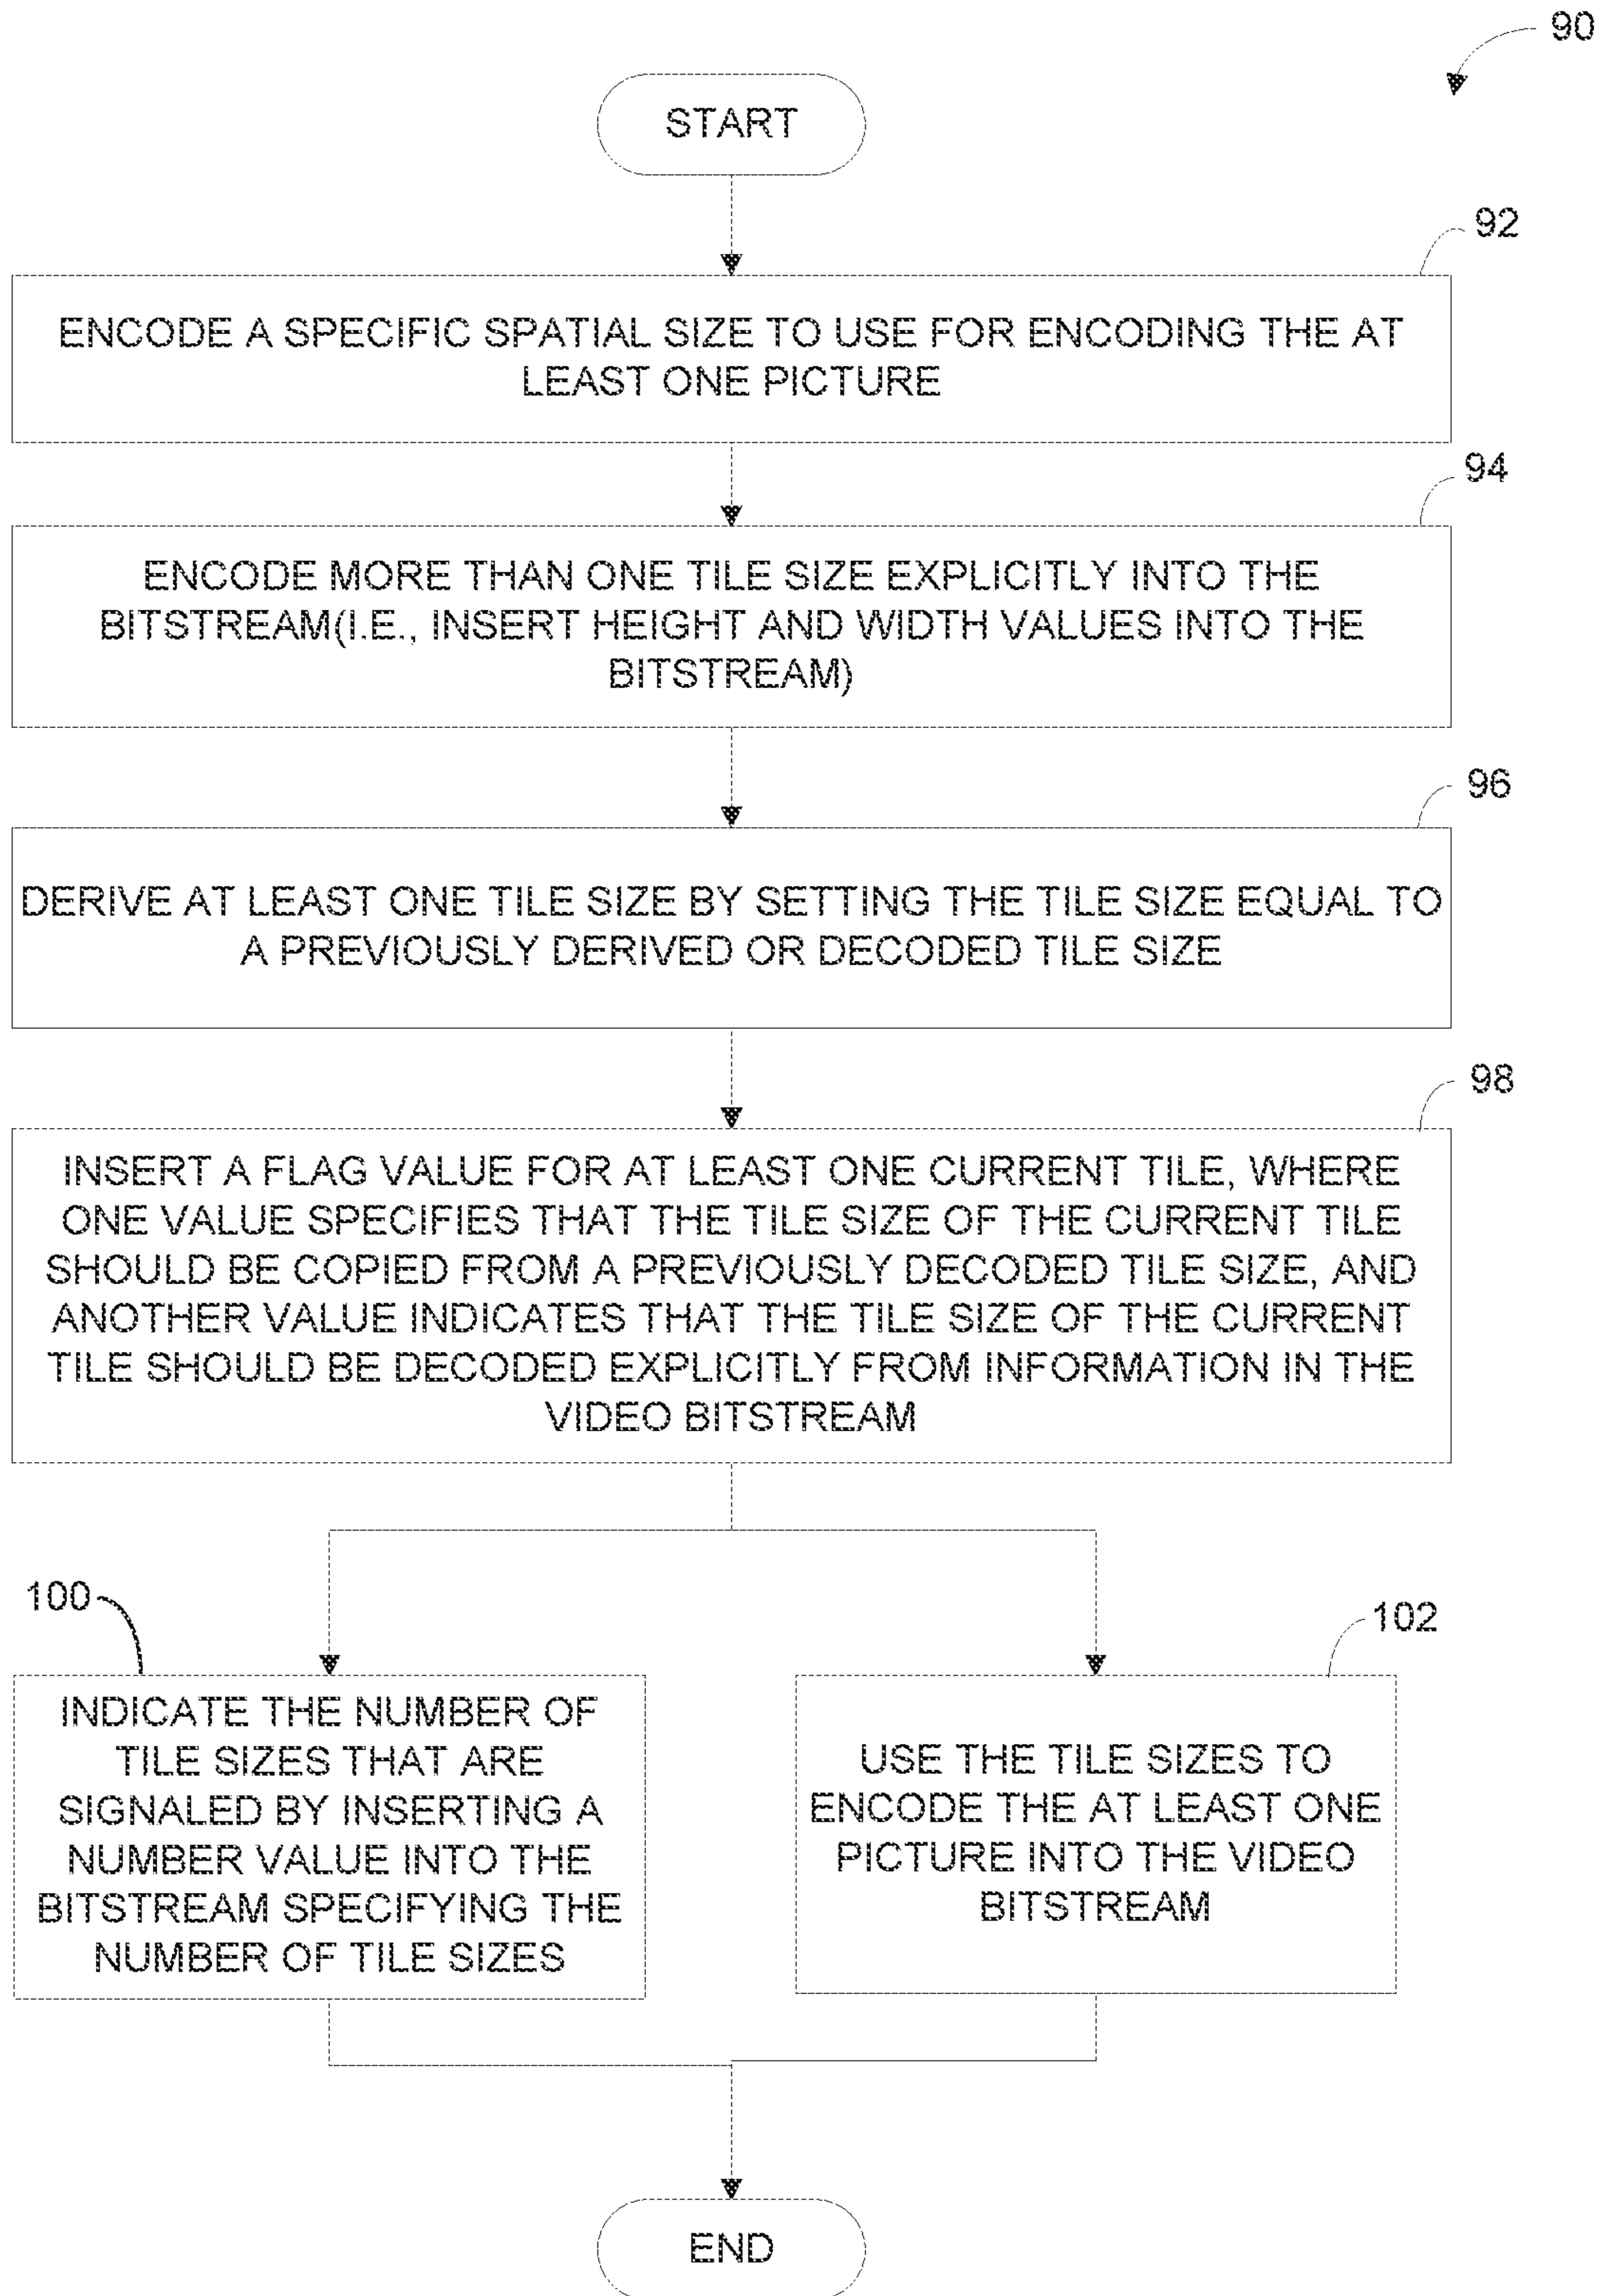 90
START
92
ENCODE A SPECIFIC SPATIAL SIZE TO USE FOR ENCODING THE AT
LEAST ONE PICTURE
94
ENCODE MORE THAN ONE TILE SIZE EXPLICITLY INTO THE
BITSTREAM(I.E., INSERT HEIGHT AND WIDTH VALUES INTO THE
BITSTREAM)
96
DERIVE AT LEAST ONE TILE SIZE BY SETTING THE TILE SIZE EQUAL TO
A PREVIOUSLY DERIVED OR DECODED TILE SIZE
98
INSERT A FLAG VALUE FOR AT LEAST ONE CURRENT TILE, WHERE
ONE VALUE SPECIFIES THAT THE TILE SIZE OF THE CURRENT TILE
SHOULD BE COPIED FROM A PREVIOUSLY DECODED TILE SIZE, AND
ANOTHER VALUE INDICATES THAT THE TILE SIZE OF THE CURRENT
TILE SHOULD BE DECODED EXPLICITLY FROM INFORMATION IN THE
VIDEO BITSTREAM
100
INDICATE THE NUMBER OF
TILE SIZES THAT ARE
SIGNALED BY INSERTING A
NUMBER VALUE INTO THE
BITSTREAM SPECIFYING THE
NUMBER OF TILE SIZES
102
USE THE TILE SIZES TO
ENCODE THE AT LEAST ONE
PICTURE INTO THE VIDEO
BITSTREAM
END